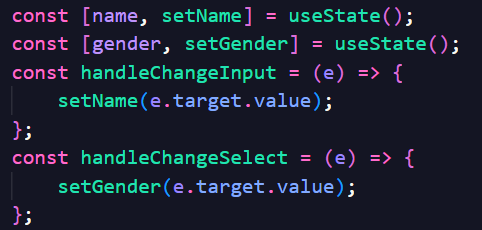 const [name, setName] = useState();
const [gender, setGender] = useState();
const handleChangeInput = (e) => {
    setName(e.target.value);
};
const handleChangeSelect = (e) => {
    setGender(e.target.value);
};